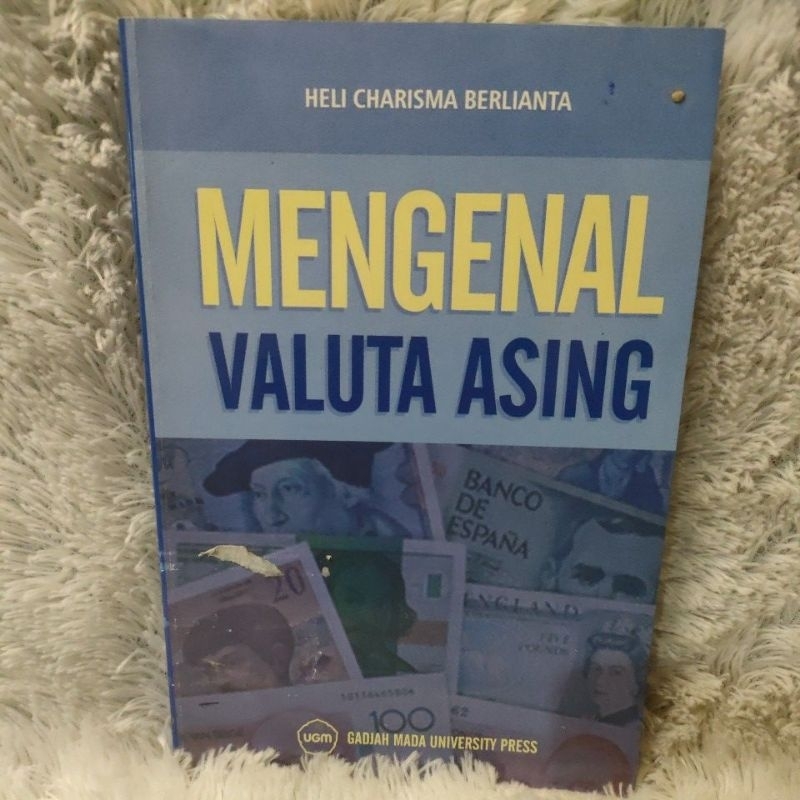 HELI CHARISMA BERLIANTA
MENGENAL
VALUTA ASING
BANCO
DE
ESPAÑA
20
ENGLAND
FIVE
POUNDS
100
62
UGM
GADJAH MADA UNIVERSITY PRESS